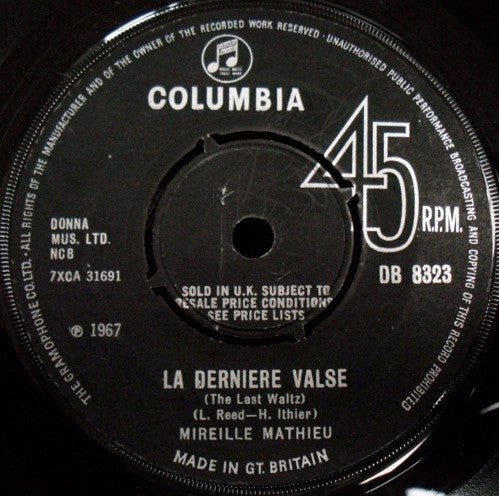 THE GRAMOPHONE CO. LTD. · ALL RIGHTS OF THE MANUFACTURER AND OF THE OWNER OF THE RECORDED WORK RESERVED · UNAUTHORISED PUBLIC PERFORMANCE BROADCASTING AND COPYING OF THIS RECORD PROHIBITED
COLUMBIA
45 R.P.M.
DONNA
MUS. LTD.
NCB
7XCA 31691
DB 8323
SOLD IN U.K. SUBJECT TO
RESALE PRICE CONDITIONS
SEE PRICE LISTS
℗ 1967
LA DERNIERE VALSE
(The Last Waltz)
(L. Reed—H. Ithier)
MIREILLE MATHIEU
MADE IN GT. BRITAIN